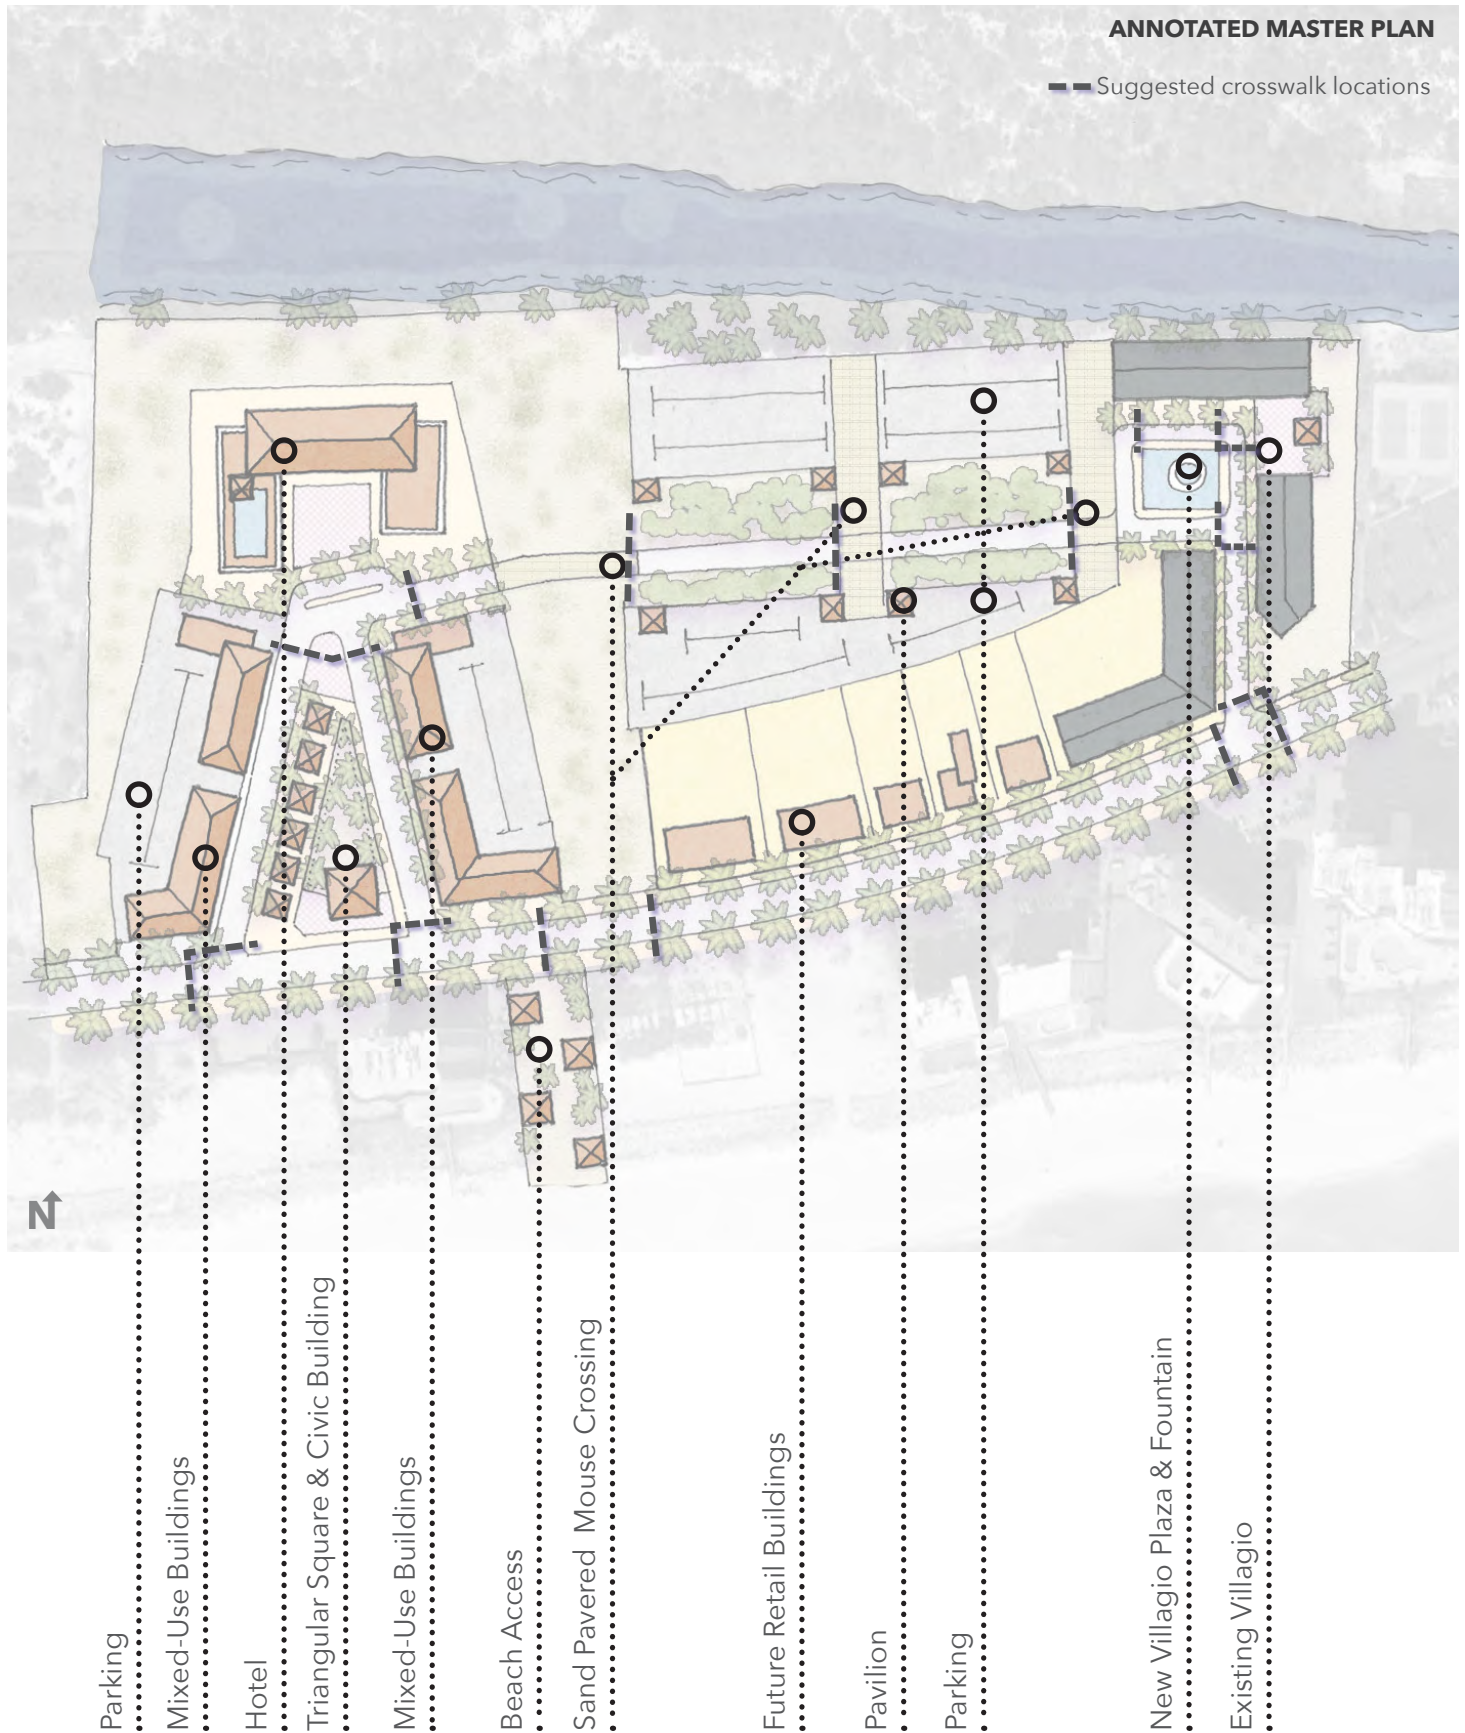 ANNOTATED MASTER PLAN
Suggested crosswalk locations
N
Parking
Mixed-Use Buildings
Hotel
Triangular Square & Civic Building
Mixed-Use Buildings
Beach Access
Sand Pavered Mouse Crossing
Future Retail Buildings
Pavilion
Parking
New Villagio Plaza & Fountain
Existing Villagio